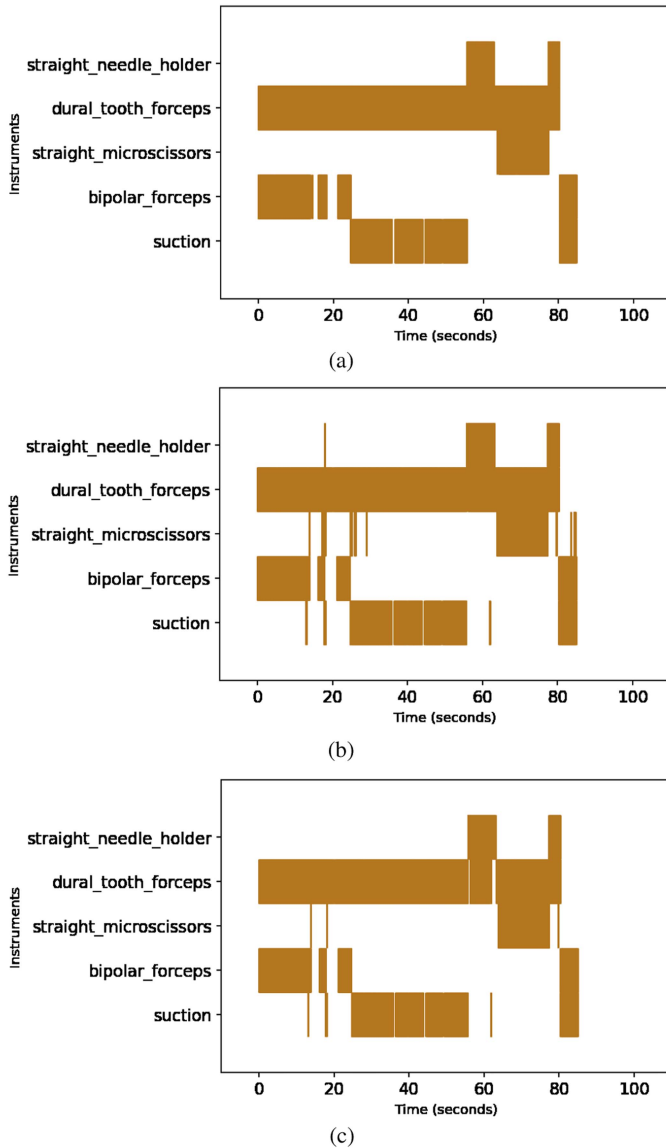 straight_needle_holder
dural_tooth_forceps
straight_microscissors
bipolar_forceps
suction
Instruments
0 20 40 60 80 100
Time (seconds)
(a)
straight_needle_holder
dural_tooth_forceps
straight_microscissors
bipolar_forceps
suction
Instruments
0 20 40 60 80 100
Time (seconds)
(b)
straight_needle_holder
dural_tooth_forceps
straight_microscissors
bipolar_forceps
suction
Instruments
0 20 40 60 80 100
Time (seconds)
(c)